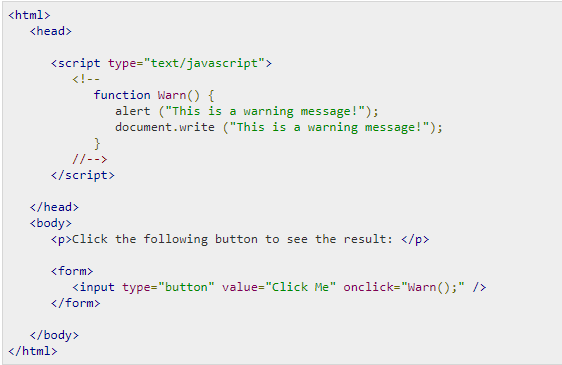 <html>
<head>
<script type="text/javascript">
<!--
function Warn() {
alert ("This is a warning message!");
document.write ("This is a warning message!");
}
//-->
</script>
</head>
<body>
<p>Click the following button to see the result: </p>
<form>
<input type="button" value="Click Me" onclick="Warn();" />
</form>
</body>
</html>